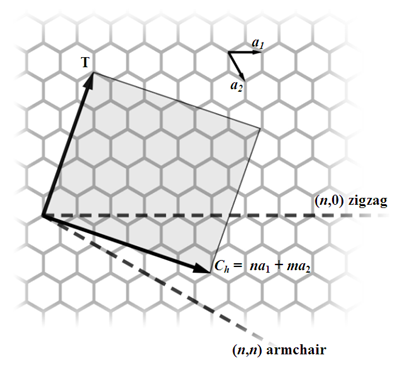 a1
T
a2
(n,0) zigzag
Ch = na1 + ma2
(n,n) armchair